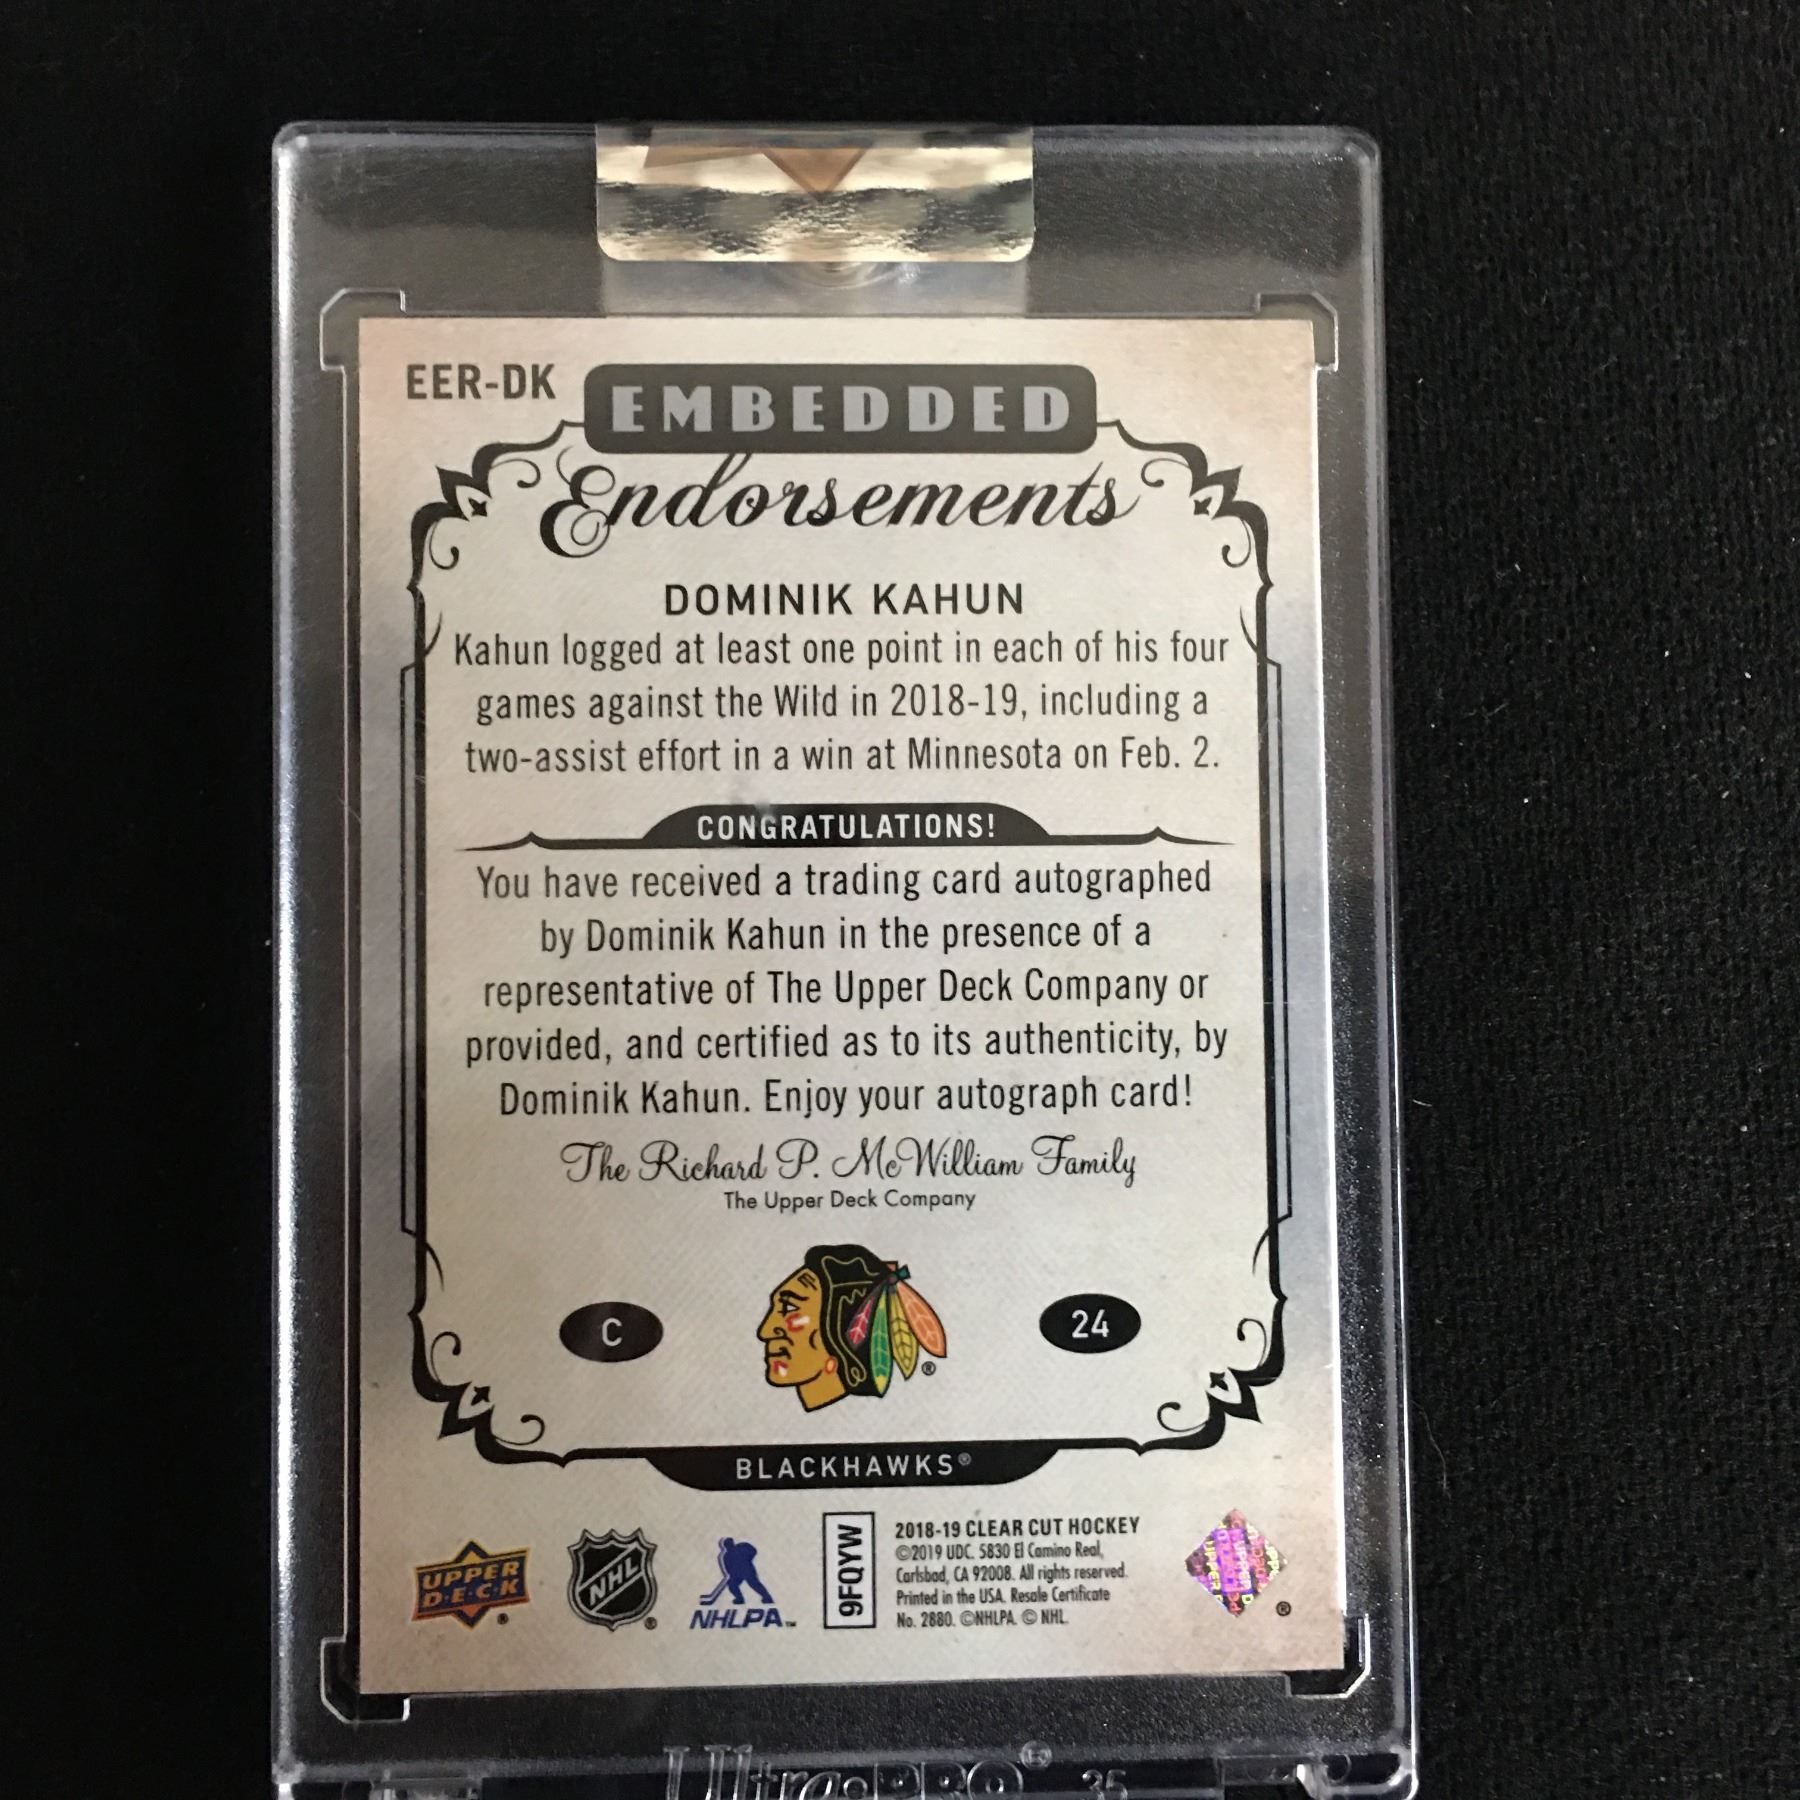 EER-DK
EMBEDDED
Endorsements
DOMINIK KAHUN
Kahun logged at least one point in each of his four
games against the Wild in 2018-19, including a
two-assist effort in a win at Minnesota on Feb. 2.
CONGRATULATIONS!
You have received a trading card autographed
by Dominik Kahun in the presence of a
representative of The Upper Deck Company or
provided, and certified as to its authenticity, by
Dominik Kahun. Enjoy your autograph card!
The Richard P. McWilliam Family
The Upper Deck Company
C
24
BLACKHAWKS®
UPPER
D·E·C·K
®
NHL
®
NHLPA™
9FQYW
2018-19 CLEAR CUT HOCKEY
©2019 UDC. 5830 El Camino Real,
Carlsbad, CA 92008. All rights reserved.
Printed in the USA. Resale Certificate
No. 2880. ©NHLPA. © NHL.
®
Ultra·PRO® 35